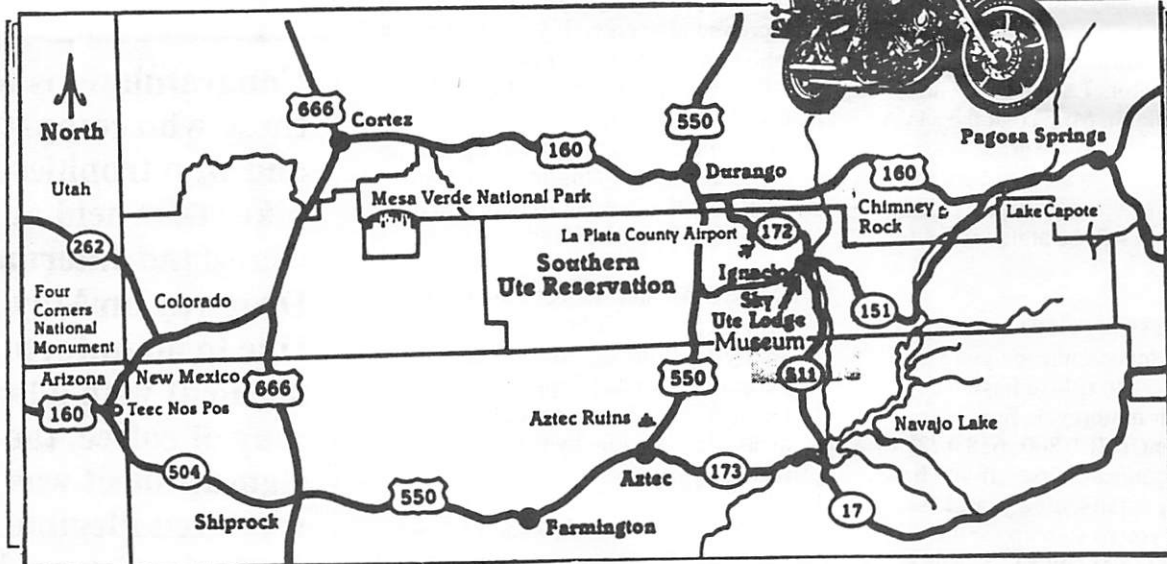 North
Utah
262
Four
Corners
National
Monument
Colorado
Arizona
New Mexico
160
Teec Nos Pos
504
Shiprock
666
Cortez
160
Mesa Verde National Park
666
550
Farmington
Southern
Ute Reservation
550
Durango
La Plata County Airport
172
Ignacio
Sky
Ute Lodge
Museum
550
511
Aztec Ruins
Aztec
173
160
Chimney
Rock
151
Pagosa Springs
Lake Capote
Navajo Lake
17